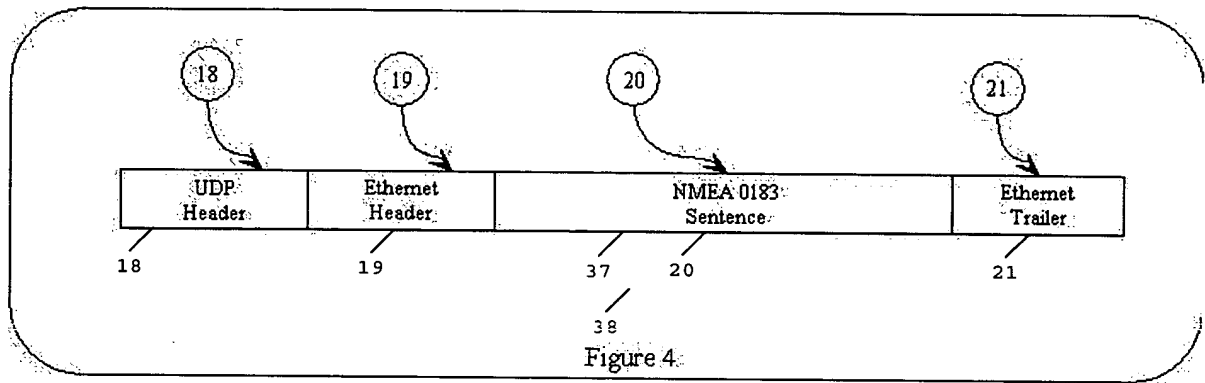 18 19 20 21
UDP Header Ethernet Header NMEA 0183 Sentence Ethernet Trailer
18 19 37 20 21
38
Figure 4